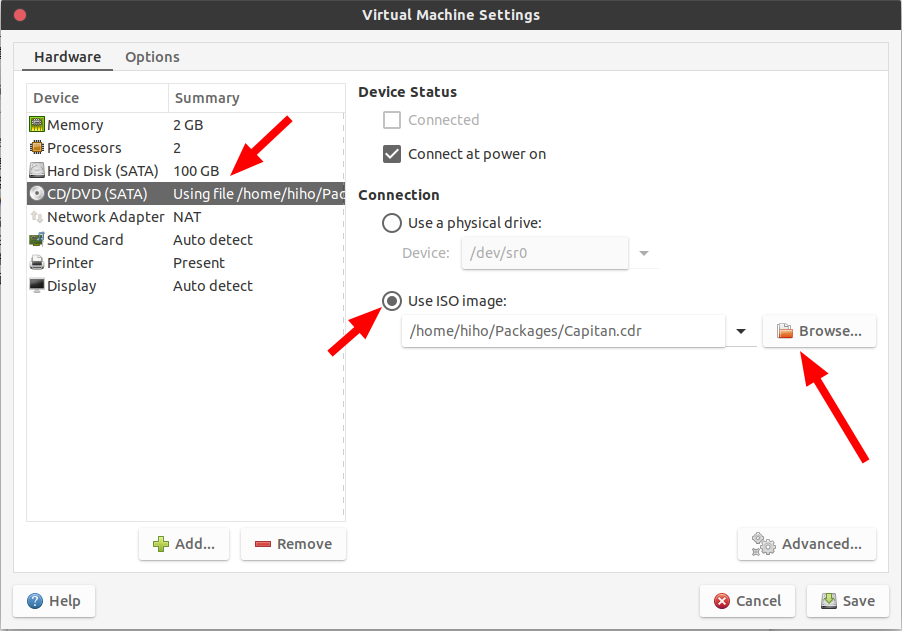 Virtual Machine Settings
Hardware Options
Device Summary
Memory 2 GB
Processors 2
Hard Disk (SATA) 100 GB
CD/DVD (SATA) Using file /home/hiho/Pac
Network Adapter NAT
Sound Card Auto detect
Printer Present
Display Auto detect
Device Status
Connected
Connect at power on
Connection
Use a physical drive:
Device: /dev/sr0
Use ISO image:
/home/hiho/Packages/Capitan.cdr Browse...
Add... Remove Advanced...
Help Cancel Save